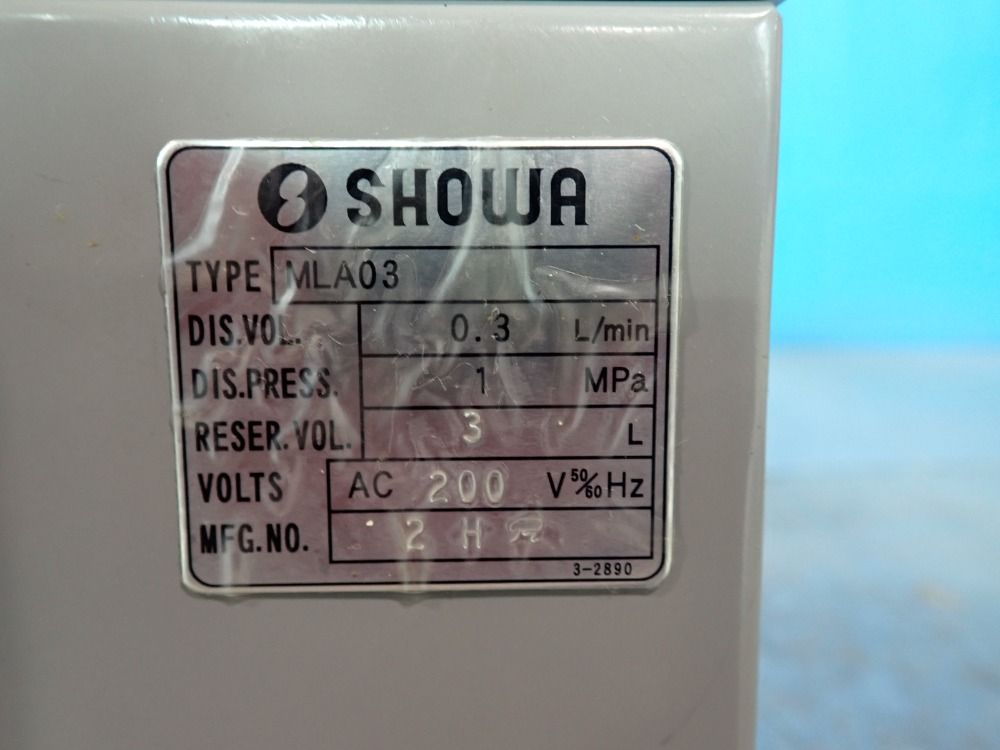 SHOWA
TYPE MLA03
DIS.VOL. 0.3 L/min
DIS.PRESS. 1 MPa
RESER.VOL. 3 L
VOLTS AC 200 V 50/60 Hz
MFG.NO. 2 H
3-2890